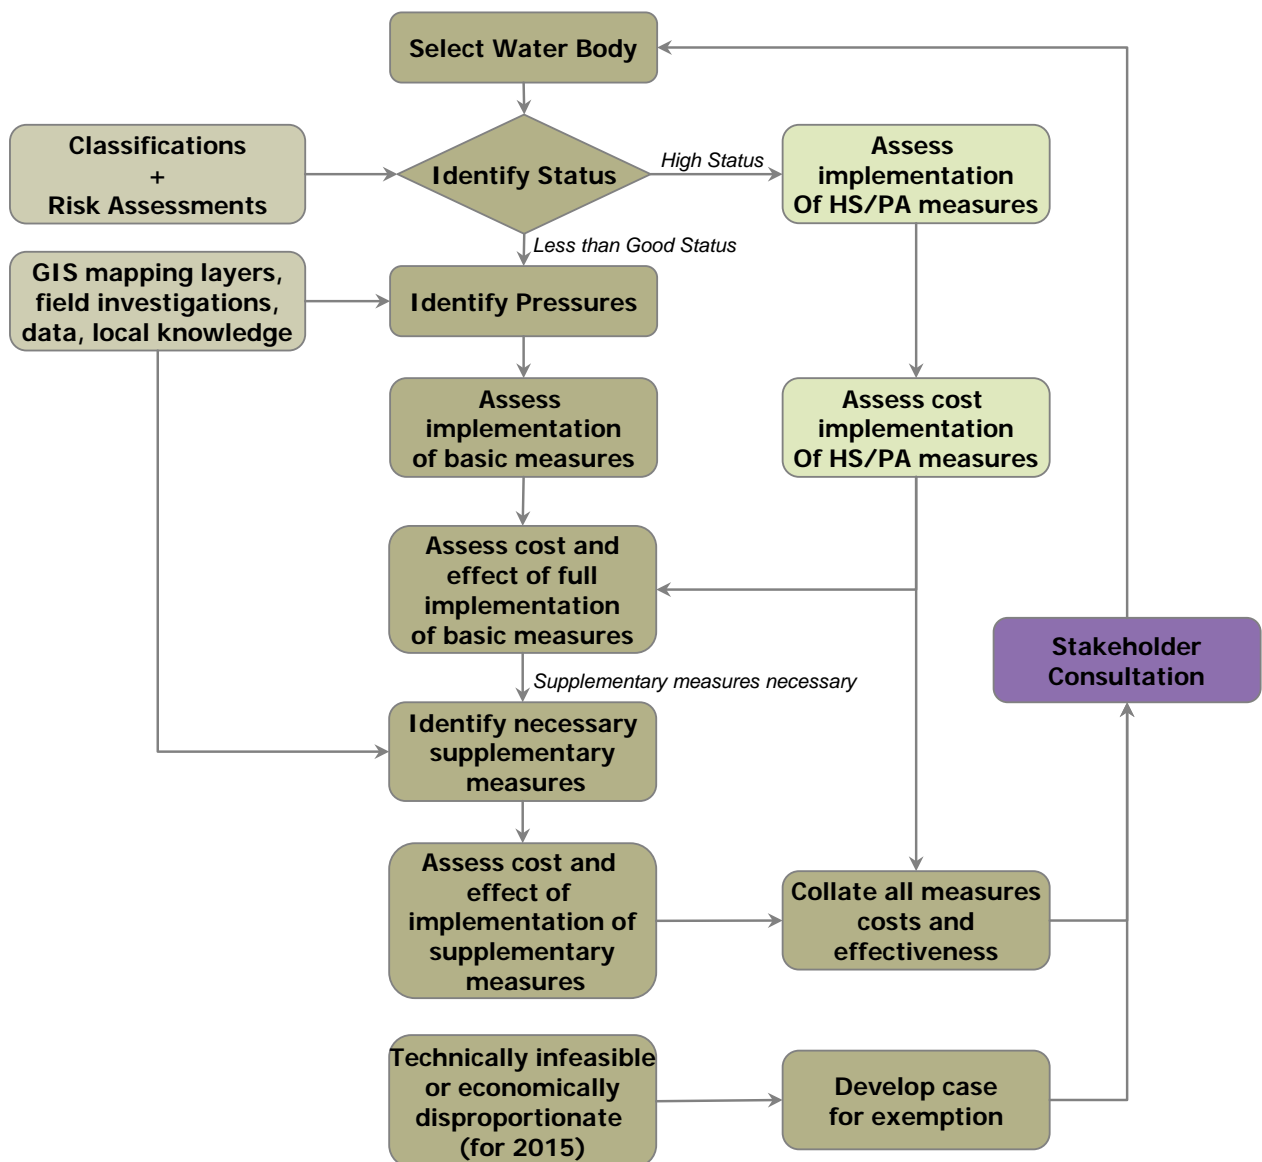 Select Water Body
Classifications
+
Risk Assessments
Identify Status
High Status
Assess
implementation
Of HS/PA measures
Less than Good Status
GIS mapping layers,
field investigations,
data, local knowledge
Identify Pressures
Assess
implementation
of basic measures
Assess cost
implementation
Of HS/PA measures
Assess cost and
effect of full
implementation
of basic measures
Stakeholder
Consultation
Supplementary measures necessary
Identify necessary
supplementary
measures
Assess cost and
effect of
implementation of
supplementary
measures
Collate all measures
costs and
effectiveness
Technically infeasible
or economically
disproportionate
(for 2015)
Develop case
for exemption